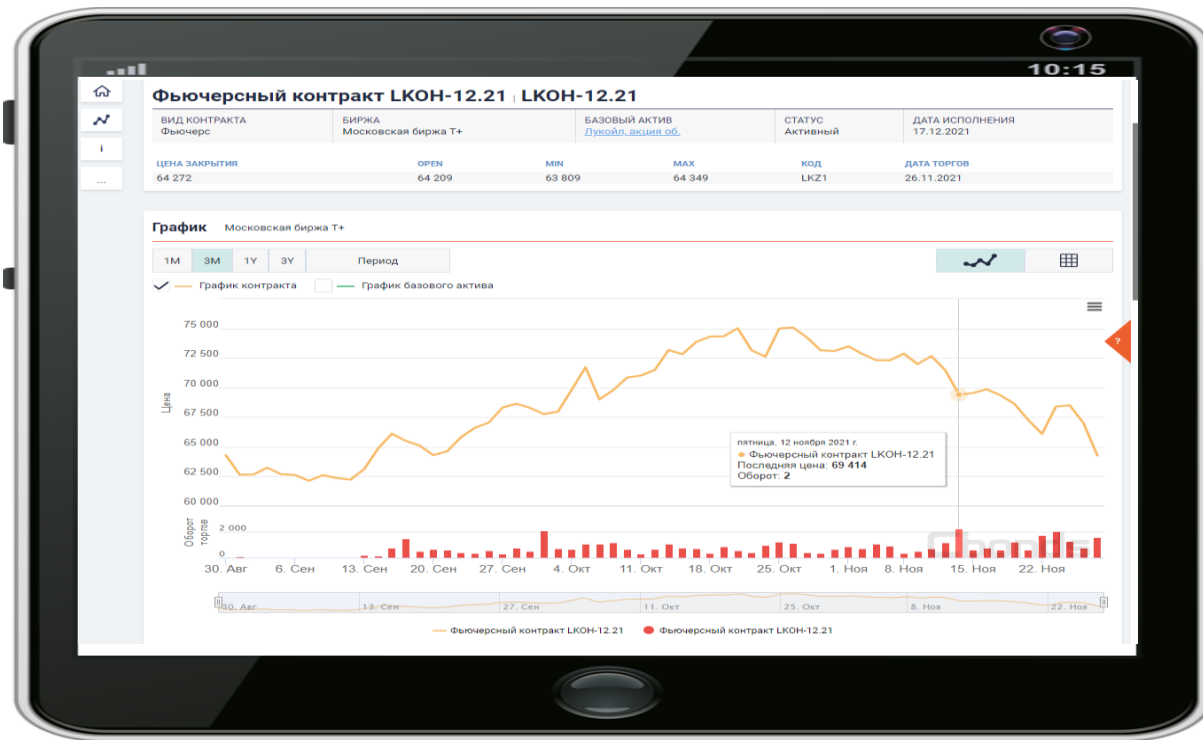 10:15
Фьючерсный контракт LKOH-12.21 | LKOH-12.21
ВИД КОНТРАКТА БИРЖА БАЗОВЫЙ АКТИВ СТАТУС ДАТА ИСПОЛНЕНИЯ
Фьючерс Московская биржа Т+ Лукойл, акция об. Активный 17.12.2021
ЦЕНА ЗАКРЫТИЯ OPEN MIN MAX КОД ДАТА ТОРГОВ
64 272 64 209 63 809 64 349 LKZ1 26.11.2021
i
...
График Московская биржа Т+
1M 3M 1Y 3Y Период
График контракта График базового актива
75 000
72 500
70 000
67 500
65 000
62 500
60 000
Цена
?
пятница, 12 ноября 2021 г.
Фьючерсный контракт LKOH-12.21
Последняя цена: 69 414
Оборот: 2
Оборот
торгов
2 000
0
Cbonds
30. Авг 6. Сен 13. Сен 20. Сен 27. Сен 4. Окт 11. Окт 18. Окт 25. Окт 1. Ноя 8. Ноя 15. Ноя 22. Ноя
30. Авг 13. Сен 27. Сен 11. Окт 25. Окт 8. Ноя 22. Ноя
Фьючерсный контракт LKOH-12.21 Фьючерсный контракт LKOH-12.21